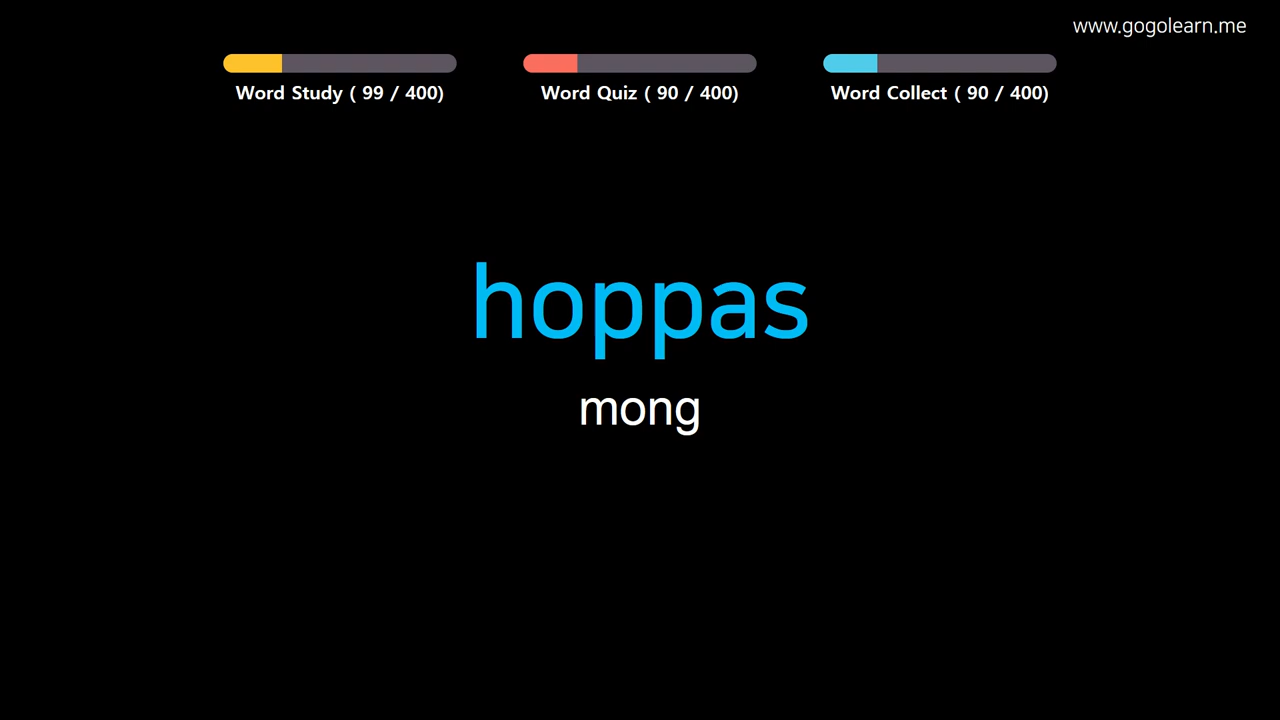 www.gogolearn.me
Word Study ( 99 / 400)
Word Quiz ( 90 / 400)
Word Collect ( 90 / 400)
hoppas
mong